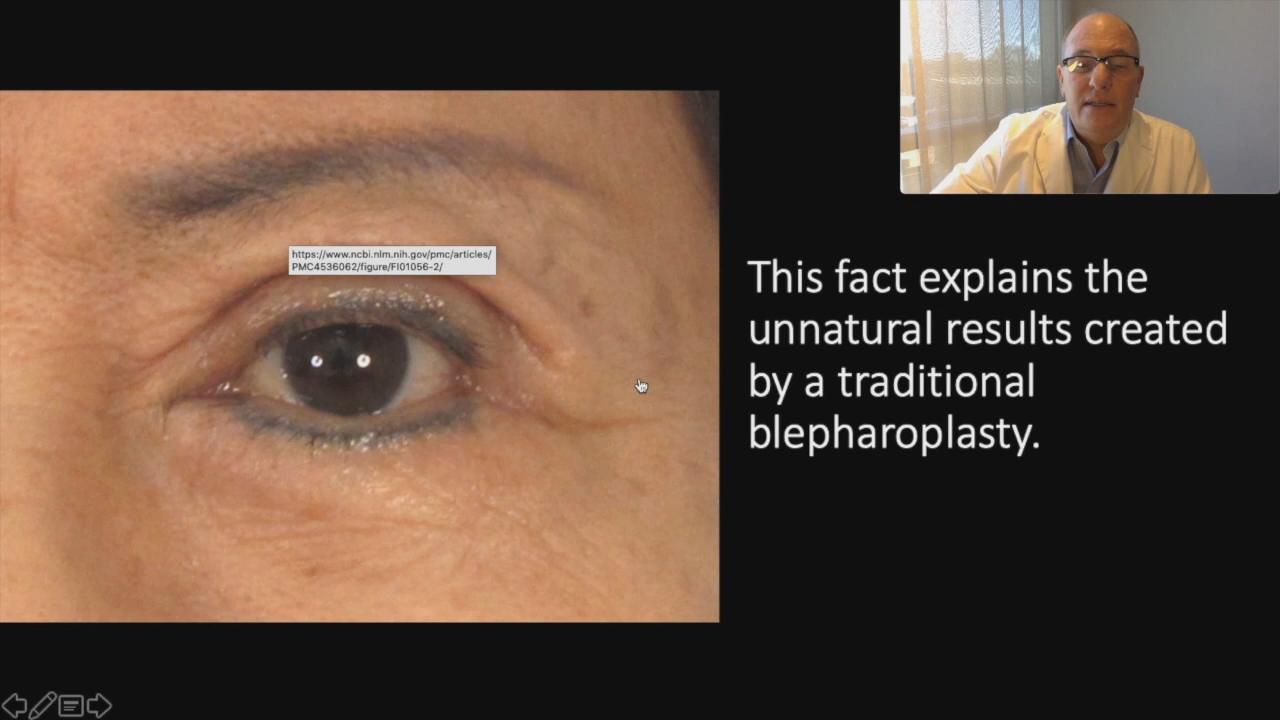 https://www.ncbi.nlm.nih.gov/pmc/articles/
PMC4536062/figure/FI01056-2/
This fact explains the
unnatural results created
by a traditional
blepharoplasty.